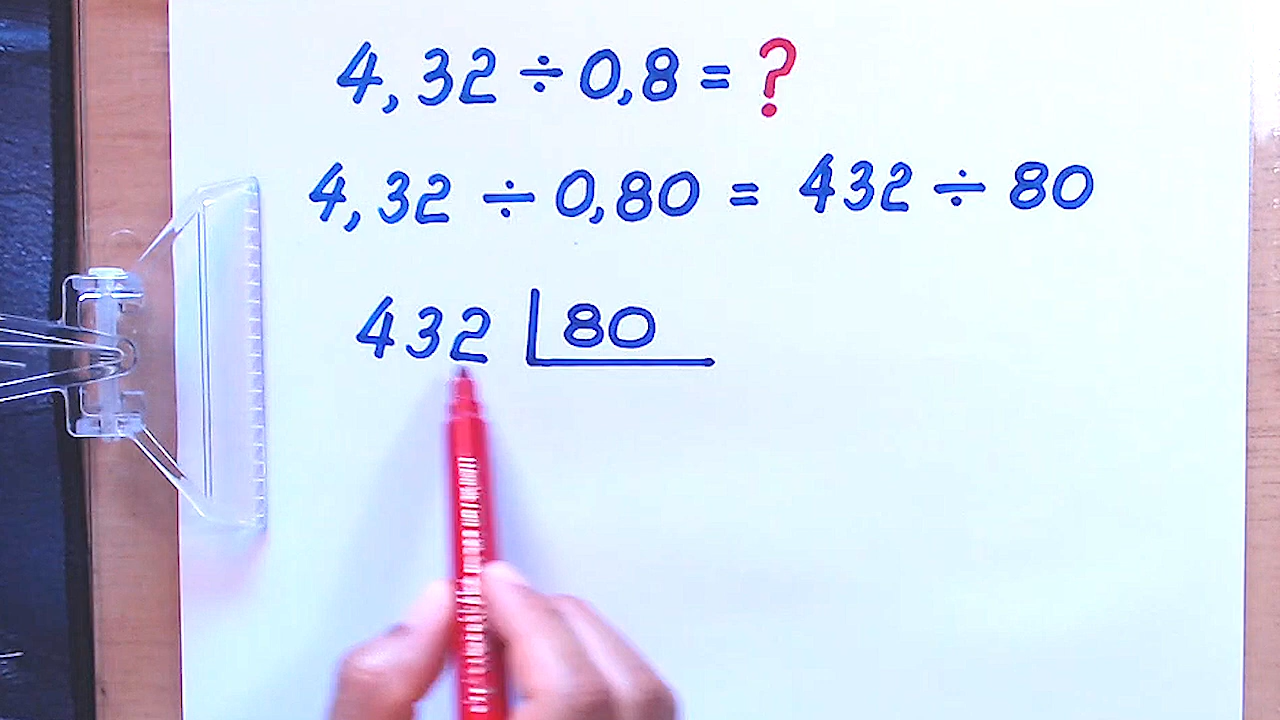 4,32 ÷ 0,8 = ?
4,32 ÷ 0,80 = 432 ÷ 80
432 80